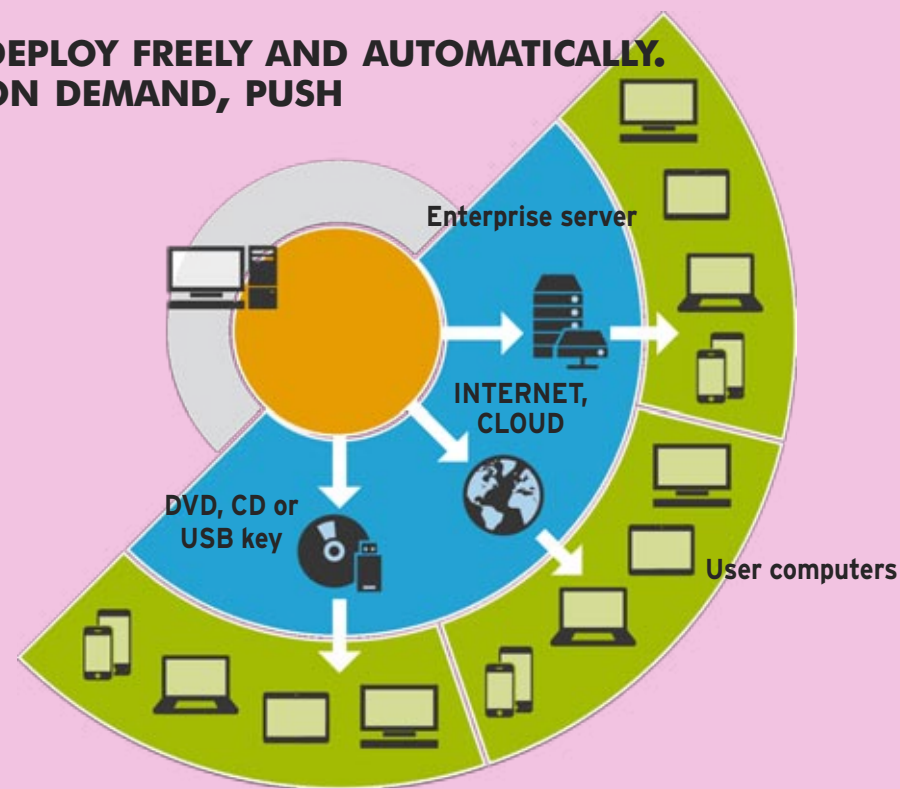 DEPLOY FREELY AND AUTOMATICALLY.
ON DEMAND, PUSH
Enterprise server
INTERNET,
CLOUD
DVD, CD or
USB key
User computers